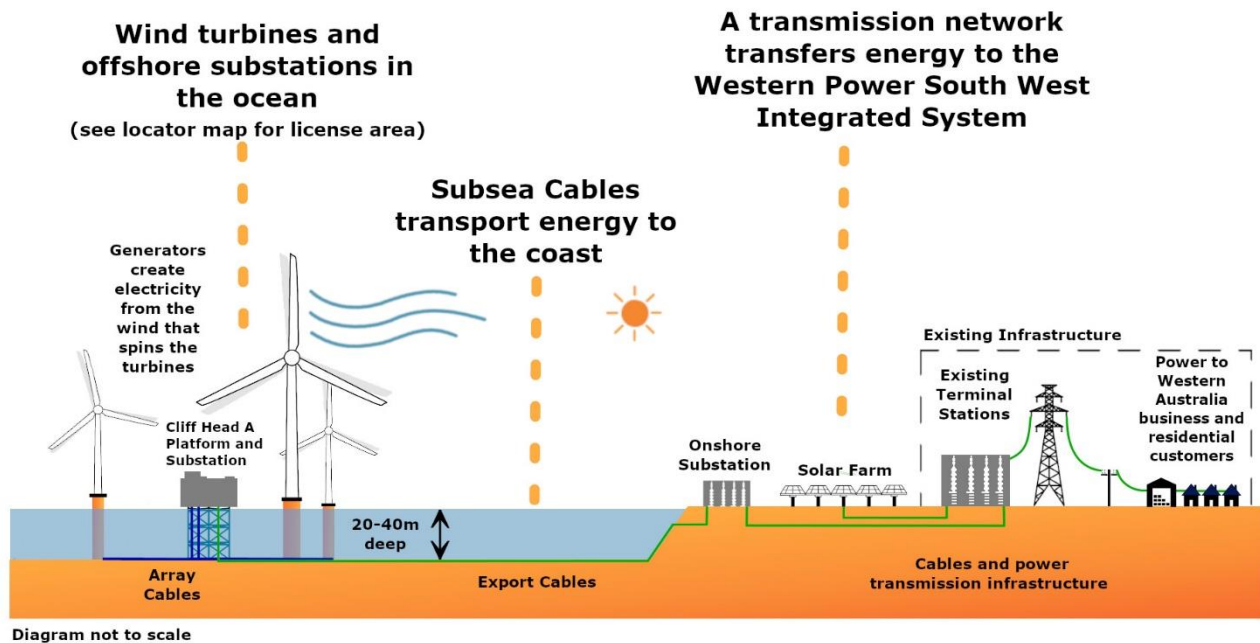 Wind turbines and
offshore substations in
the ocean
(see locator map for license area)
A transmission network
transfers energy to the
Western Power South West
Integrated System
Subsea Cables
transport energy to
the coast
Generators
create
electricity
from the
wind that
spins the
turbines
Existing Infrastructure
Existing
Terminal
Stations
Power to
Western
Australia
business and
residential
customers
Cliff Head A
Platform and
Substation
Onshore
Substation
Solar Farm
20-40m
deep
Array
Cables
Export Cables
Cables and power
transmission infrastructure
Diagram not to scale